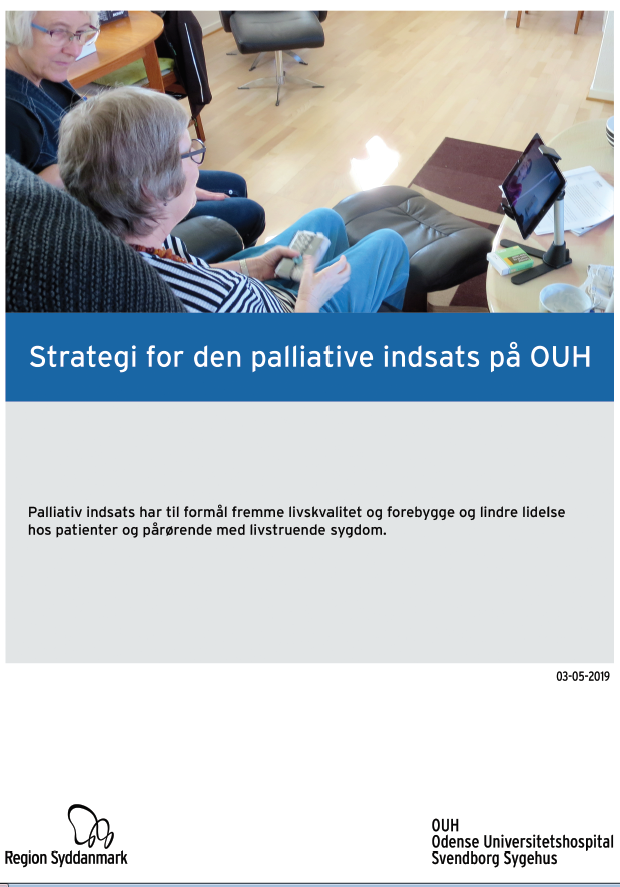 Strategi for den palliative indsats på OUH
Palliativ indsats har til formål fremme livskvalitet og forebygge og lindre lidelse
hos patienter og pårørende med livstruende sygdom.
03-05-2019
Region Syddanmark
OUH
Odense Universitetshospital
Svendborg Sygehus